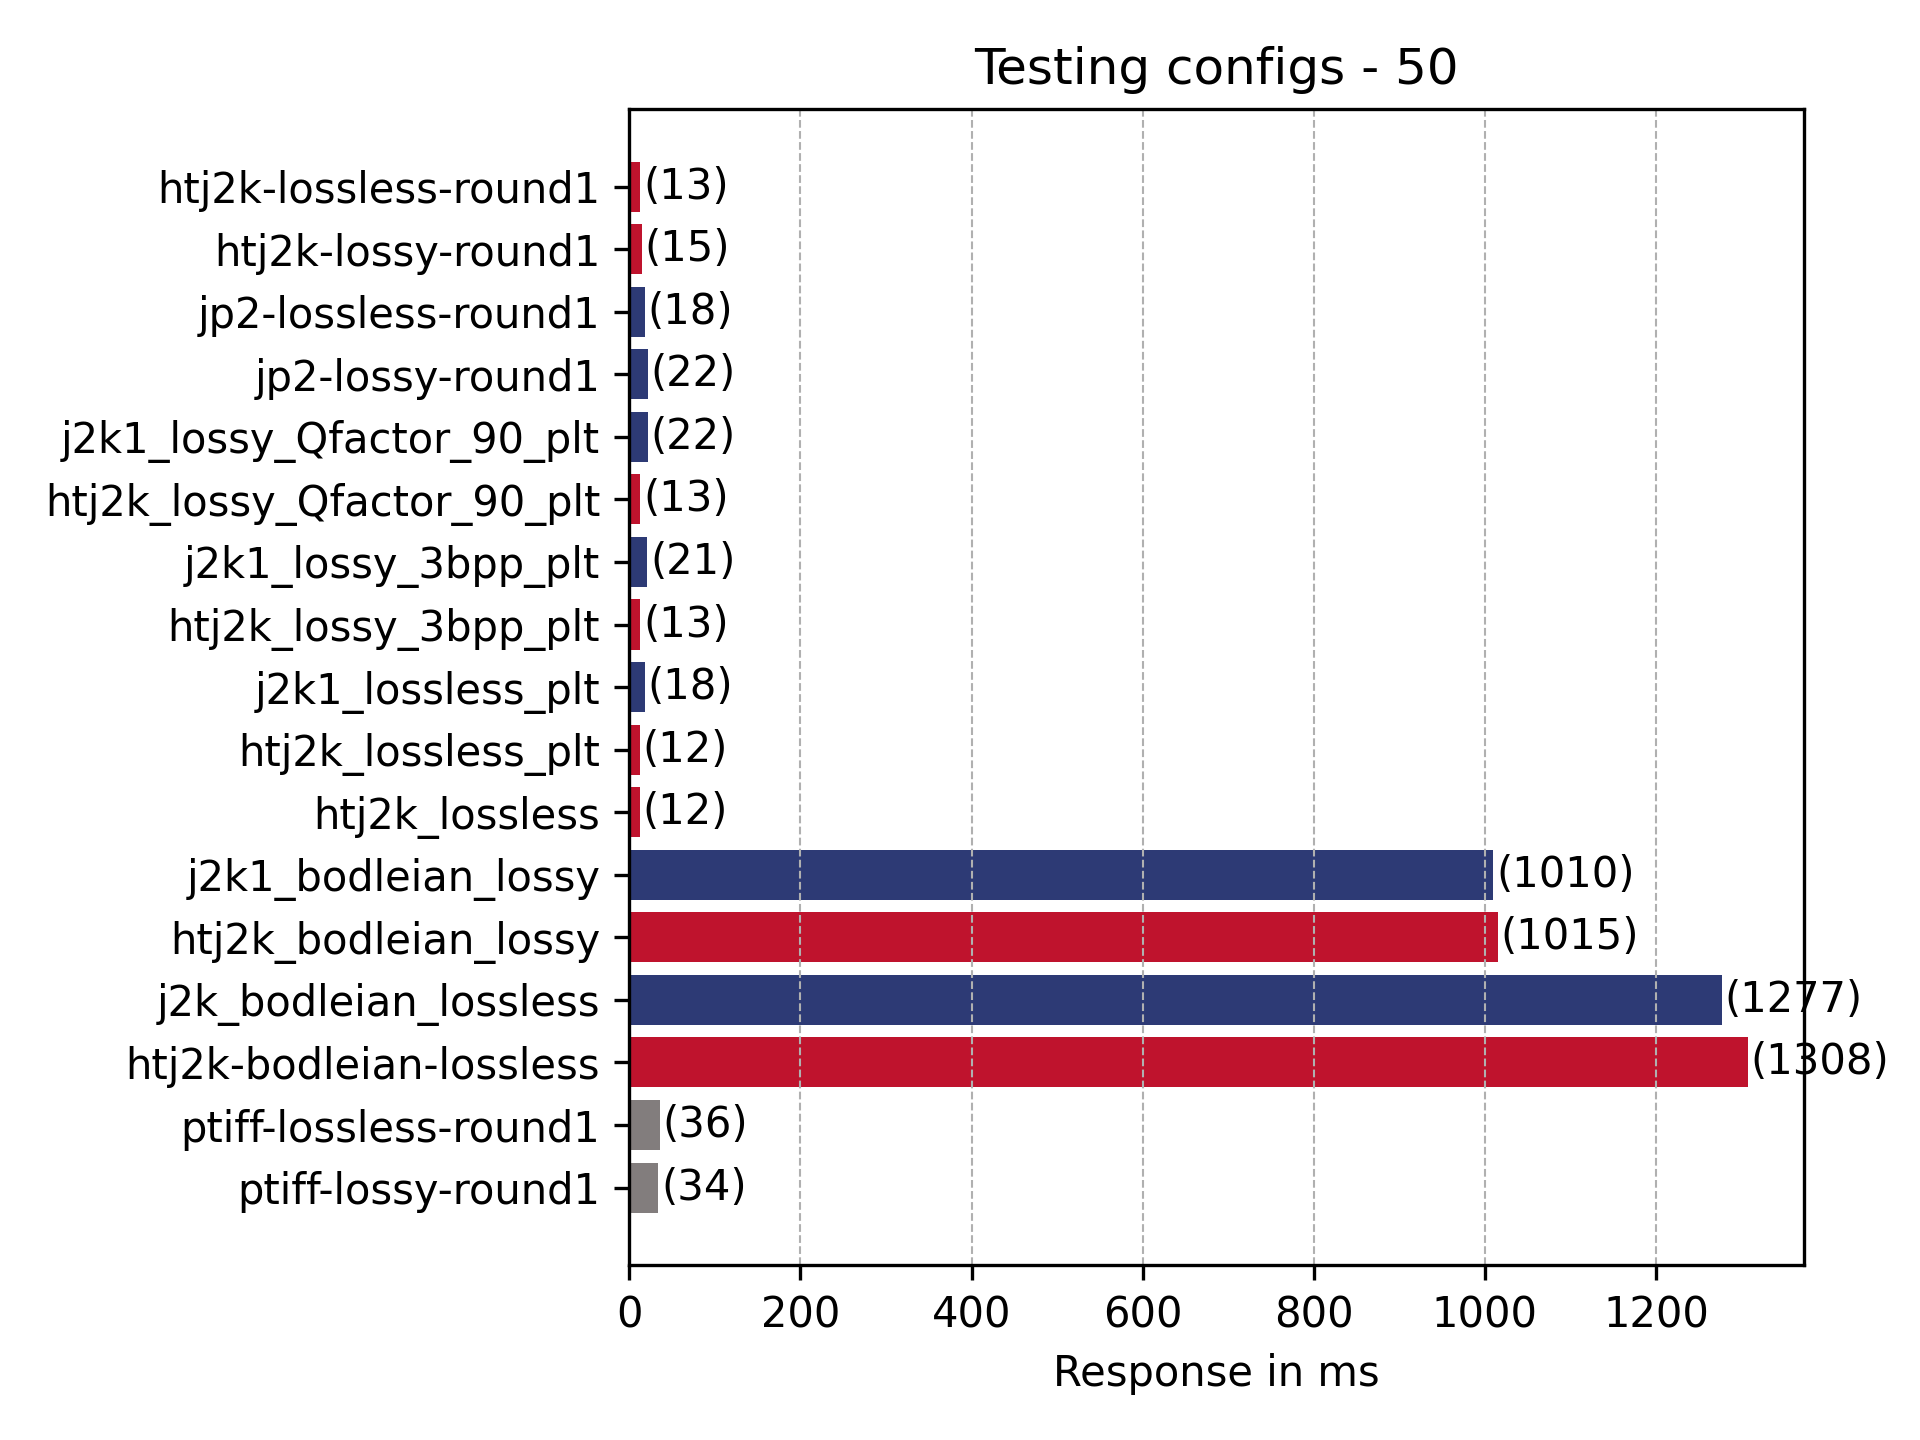 Testing configs - 50
htj2k-lossless-round1 (13)
htj2k-lossy-round1 (15)
jp2-lossless-round1 (18)
jp2-lossy-round1 (22)
j2k1_lossy_Qfactor_90_plt (22)
htj2k_lossy_Qfactor_90_plt (13)
j2k1_lossy_3bpp_plt (21)
htj2k_lossy_3bpp_plt (13)
j2k1_lossless_plt (18)
htj2k_lossless_plt (12)
htj2k_lossless (12)
j2k1_bodleian_lossy (1010)
htj2k_bodleian_lossy (1015)
j2k_bodleian_lossless (1277)
htj2k-bodleian-lossless (1308)
ptiff-lossless-round1 (36)
ptiff-lossy-round1 (34)
0 200 400 600 800 1000 1200
Response in ms